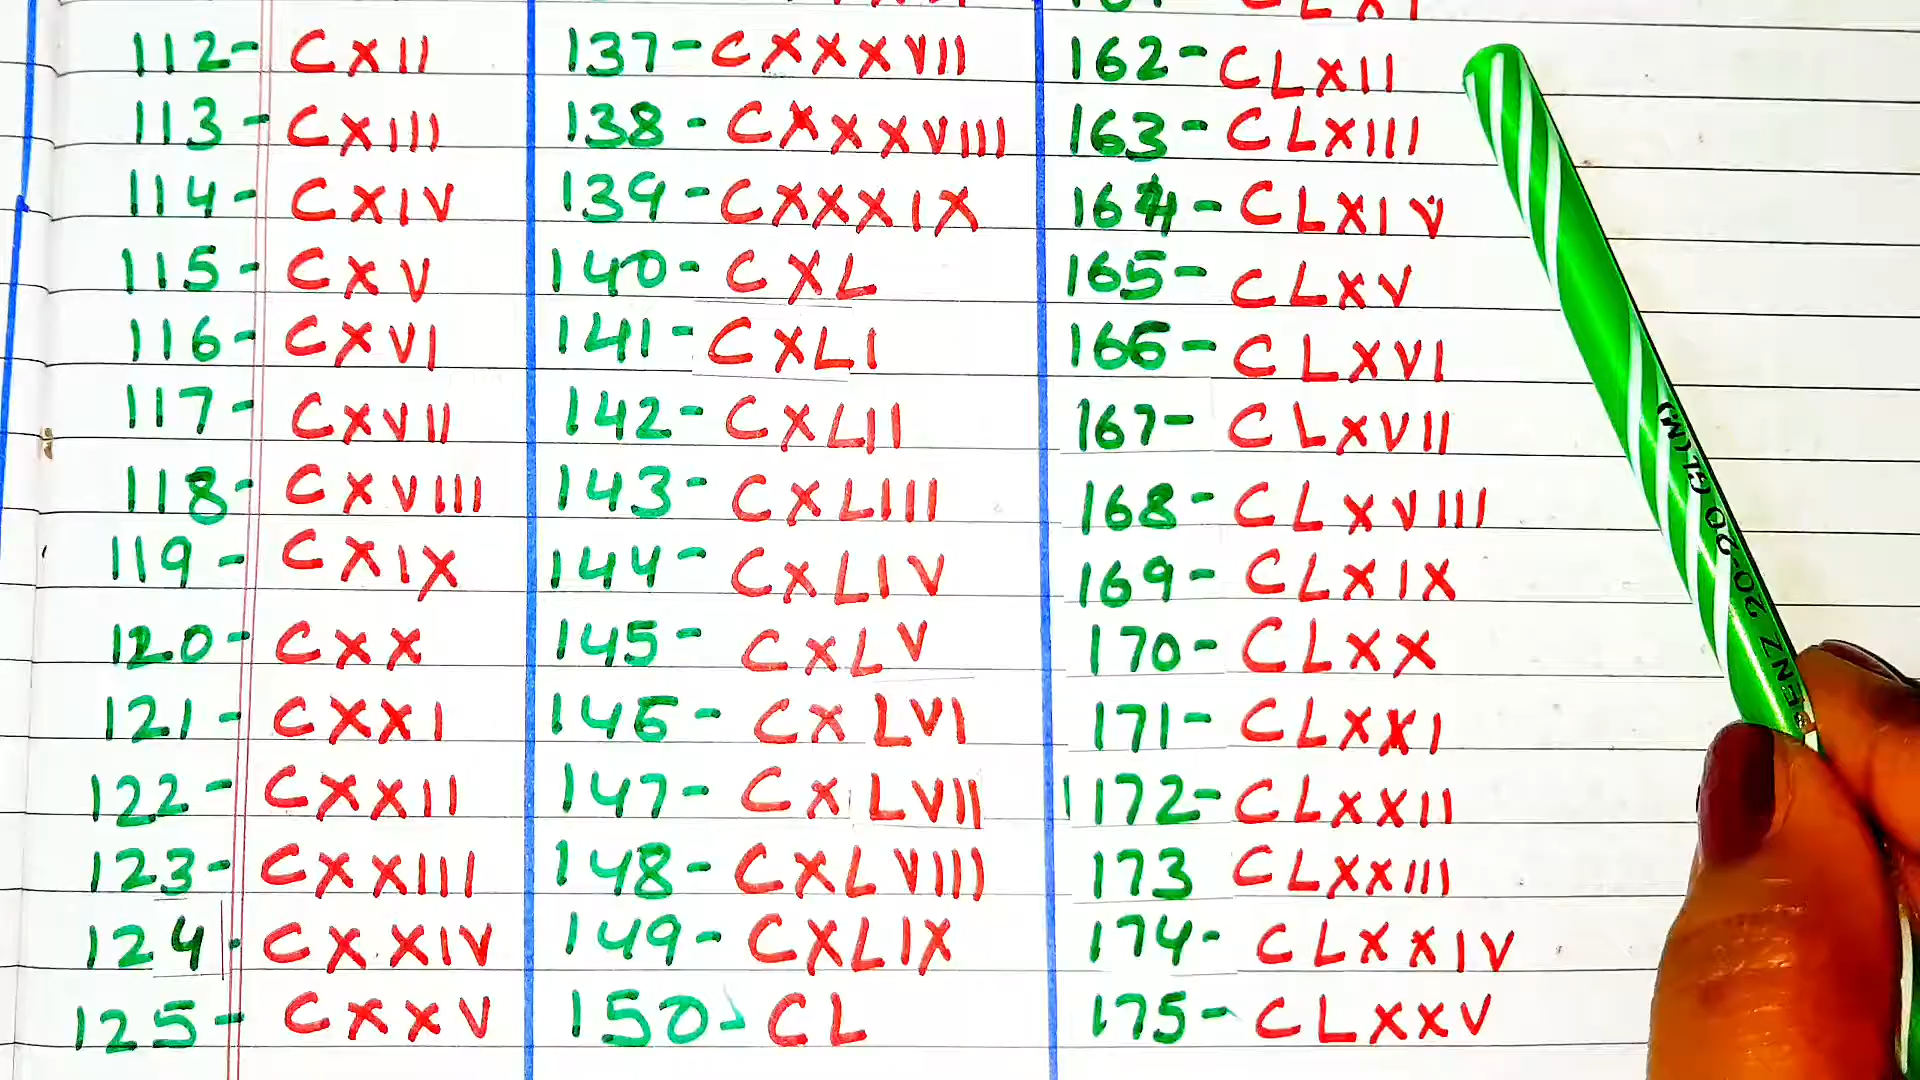 112- CXII
113- CXIII
114- CXIV
115- CXV
116- CXVI
117- CXVII
118- CXVIII
119- CXIX
120- CXX
121- CXXI
122- CXXII
123- CXXIII
124- CXXIV
125- CXXV
137- CXXXVII
138- CXXXVIII
139- CXXXIX
140- CXL
141- CXLI
142- CXLII
143- CXLIII
144- CXLIV
145- CXLV
146- CXLVI
147- CXLVII
148- CXLVIII
149- CXLIX
150- CL
162- CLXII
163- CLXIII
164- CLXIV
165- CLXV
166- CLXVI
167- CLXVII
168- CLXVIII
169- CLXIX
170- CLXX
171- CLXXI
172- CLXXII
173 CLXXIII
174- CLXXIV
175- CLXXV